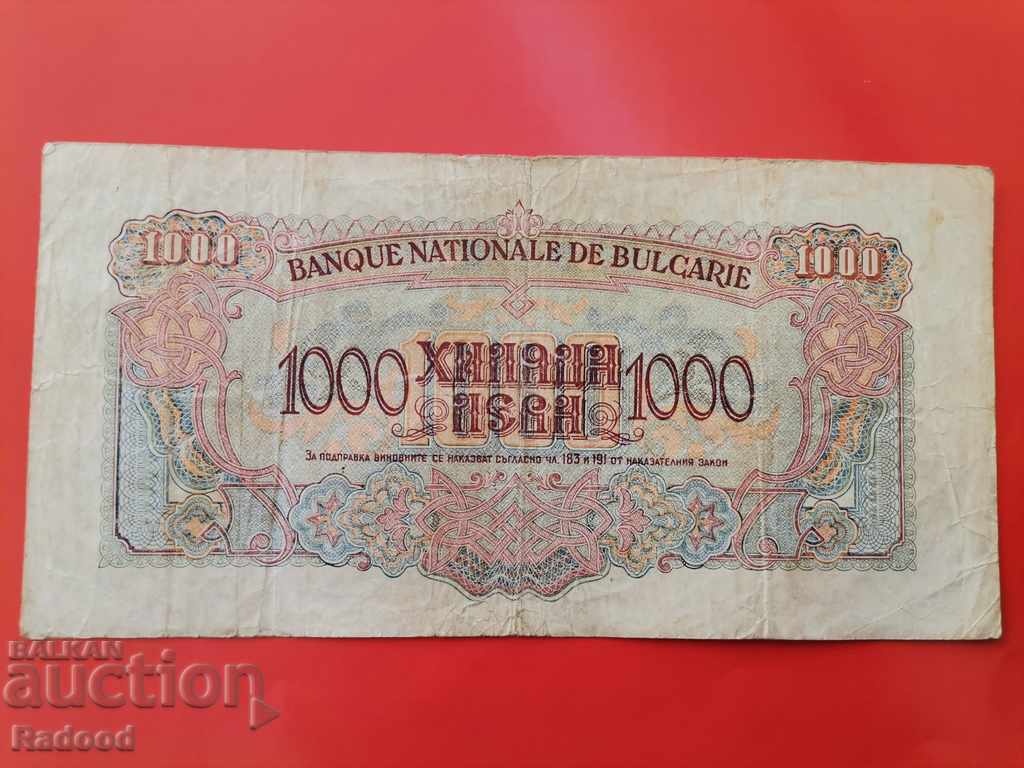 1000
1000
BANQUE NATIONALE DE BULGARIE
1000 ХИЛЯДА 1000
ЛЕВА
1000
ЗА ПОДПРАВКА ВИНОВНИТЕ СЕ НАКАЗВАТ СЪГЛАСНО ЧЛ. 183 И 191 ОТ НАКАЗАТЕЛНИЯ ЗАКОН
BALKAN
auction
Radood